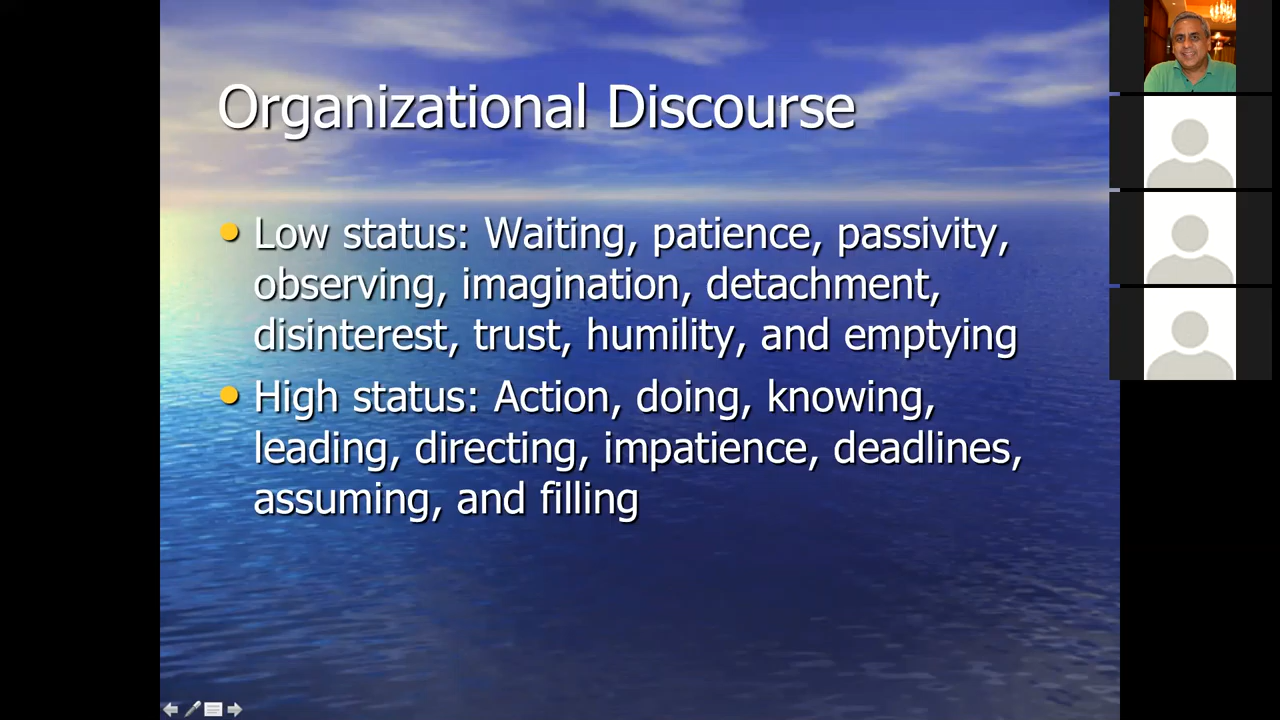 Organizational Discourse
Low status: Waiting, patience, passivity,
observing, imagination, detachment,
disinterest, trust, humility, and emptying
High status: Action, doing, knowing,
leading, directing, impatience, deadlines,
assuming, and filling